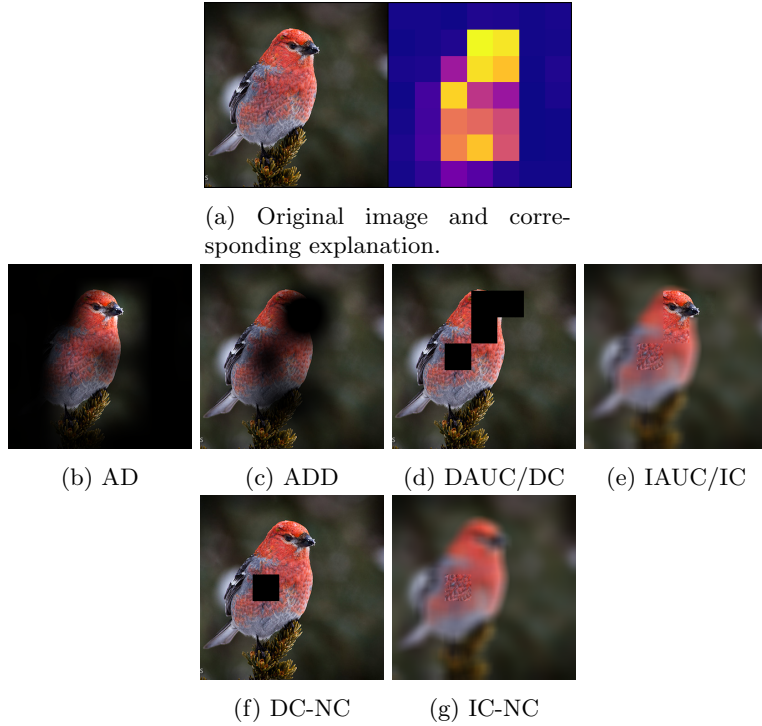 (a) Original image and corre-
sponding explanation.
(b) AD
(c) ADD
(d) DAUC/DC
(e) IAUC/IC
(f) DC-NC
(g) IC-NC